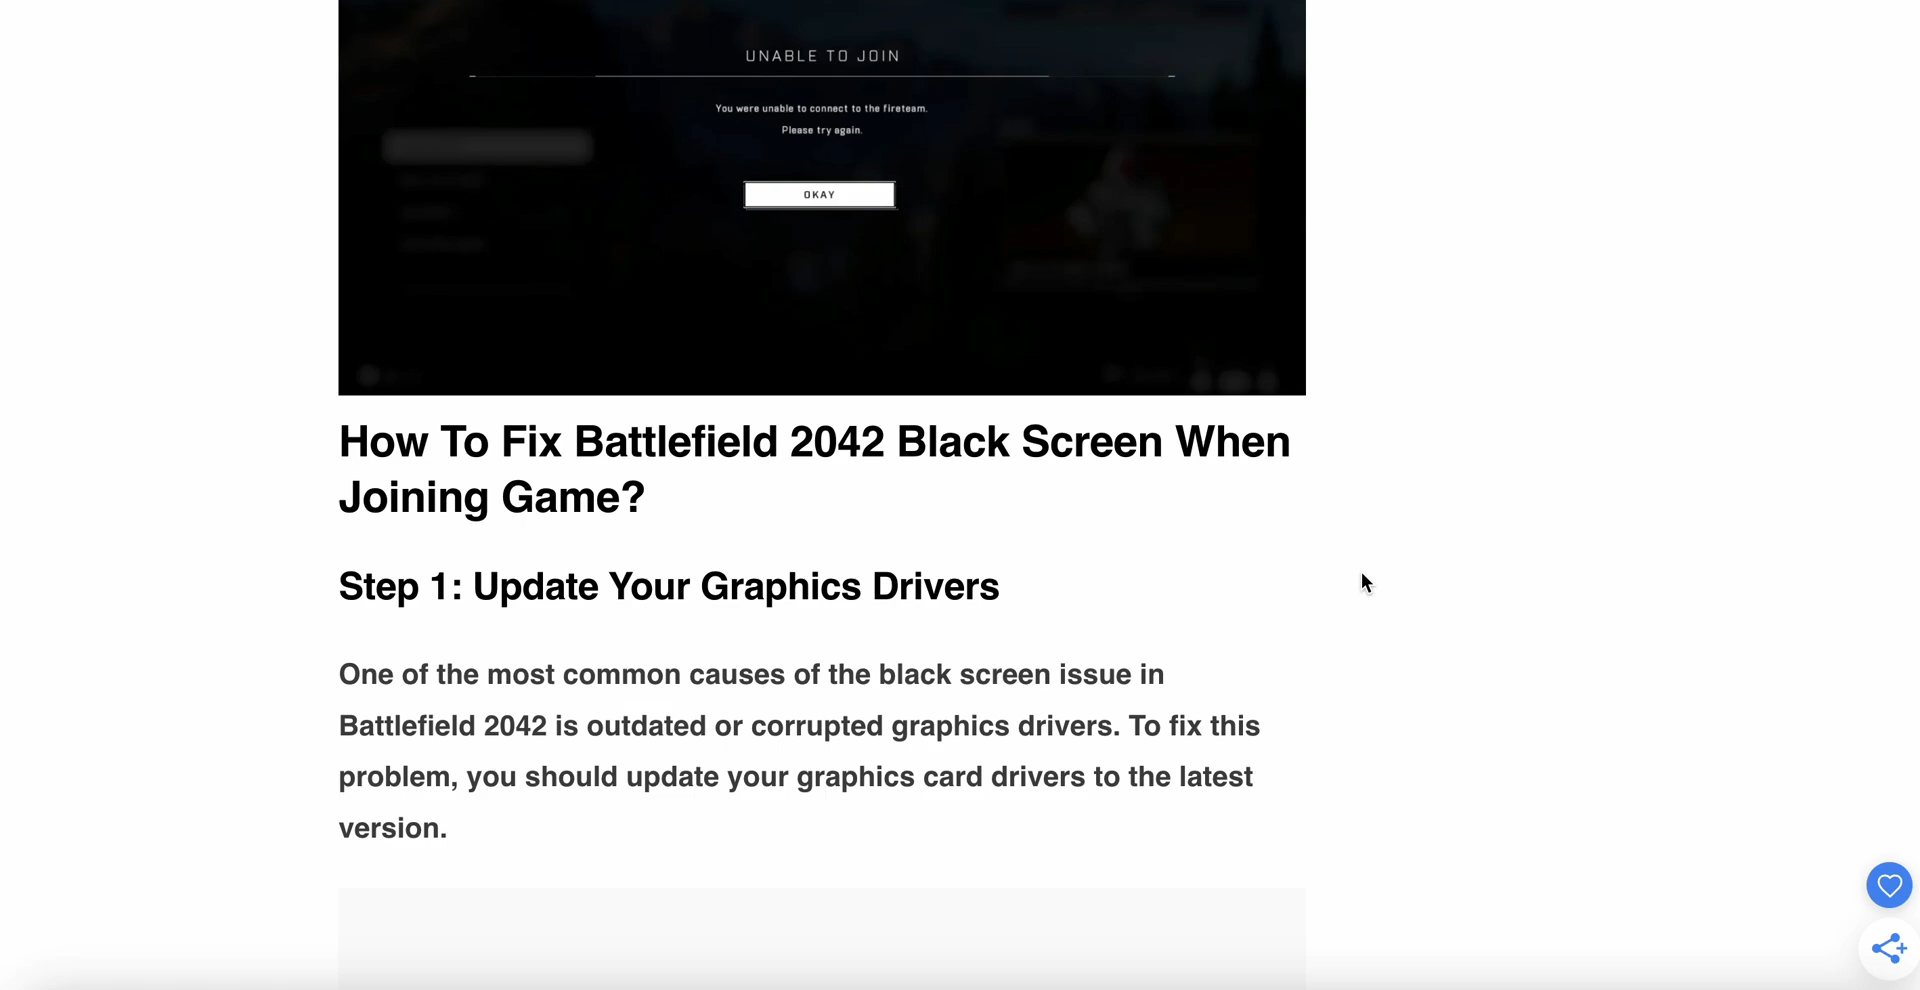 UNABLE TO JOIN
You were unable to connect to the fireteam.
Please try again.
OKAY
How To Fix Battlefield 2042 Black Screen When
Joining Game?
Step 1: Update Your Graphics Drivers
One of the most common causes of the black screen issue in
Battlefield 2042 is outdated or corrupted graphics drivers. To fix this
problem, you should update your graphics card drivers to the latest
version.